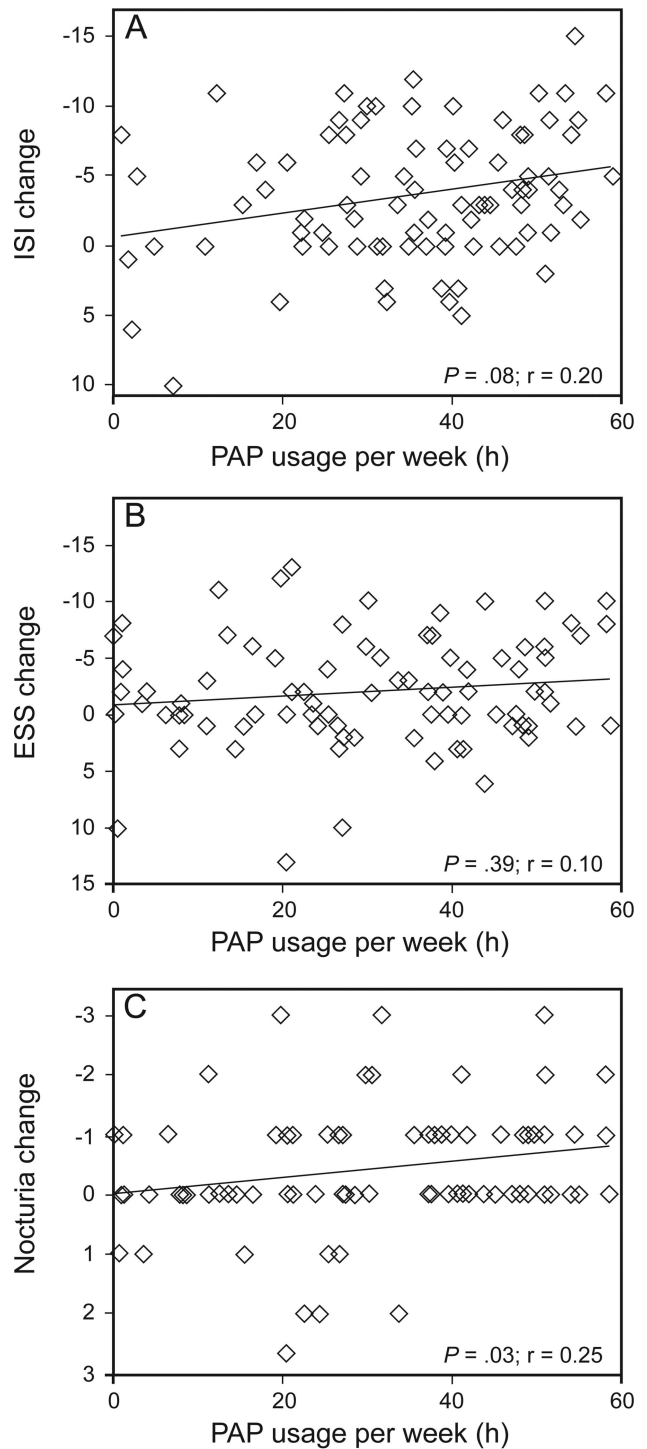 A
-15
-10
-5
0
5
10
ISI change
P = .08; r = 0.20
0 20 40 60
PAP usage per week (h)
B
-15
-10
-5
0
5
10
15
ESS change
P = .39; r = 0.10
0 20 40 60
PAP usage per week (h)
C
-3
-2
-1
0
1
2
3
Nocturia change
P = .03; r = 0.25
0 20 40 60
PAP usage per week (h)